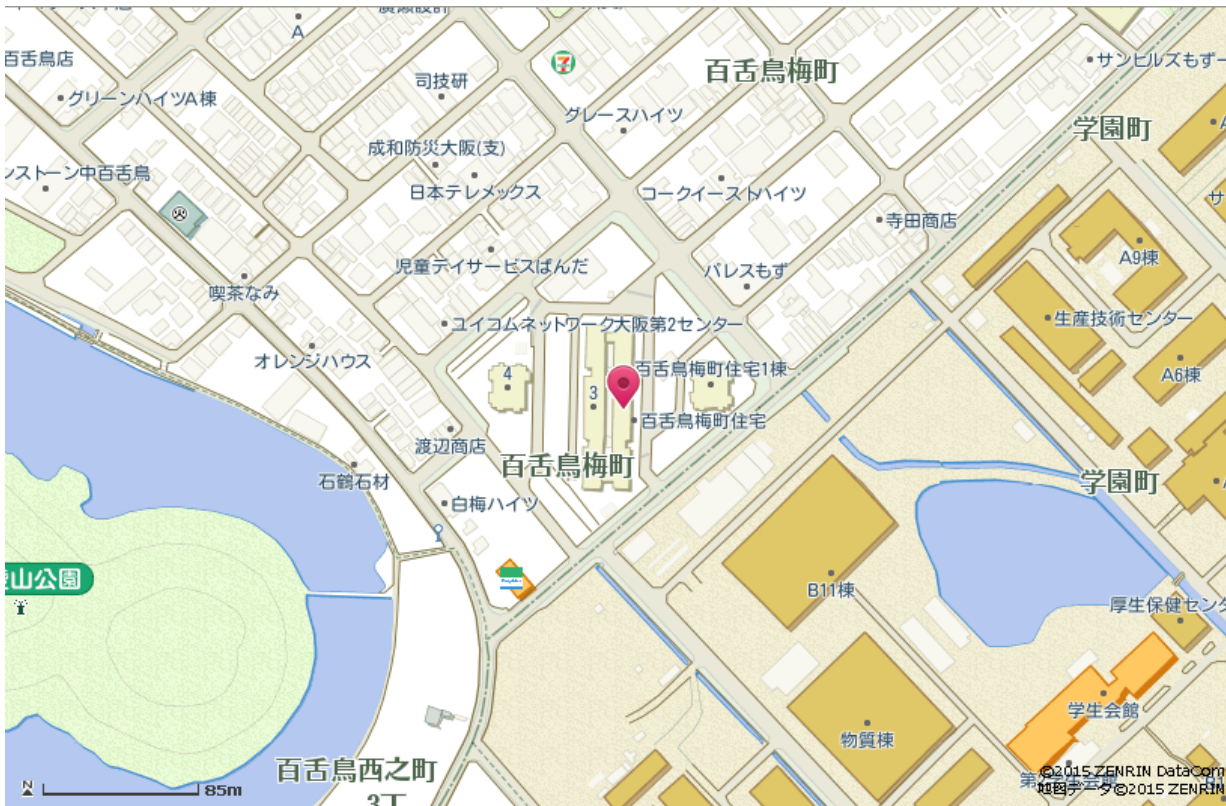 A
百舌鳥店
グリーンハイツA棟
司技研
百舌鳥梅町
サンヒルズもずー
グレースハイツ
学園町
成和防災大阪(支)
ンストーン中百舌鳥
日本テレメックス
コークイーストハイツ
寺田商店
A9棟
児童デイサービスぱんだ
パレスもず
喫茶なみ
ユイコムネットワーク大阪第2センター
生産技術センター
オレンジハウス
4
3
百舌鳥梅町住宅1棟
A6棟
百舌鳥梅町住宅
渡辺商店
百舌鳥梅町
石鶴石材
白梅ハイツ
学園町
山公園
B11棟
厚生保健センタ
学生会館
物質棟
百舌鳥西之町
3丁
N
85m
©2015 ZENRIN DataCom
地図データ©2015 ZENRIN